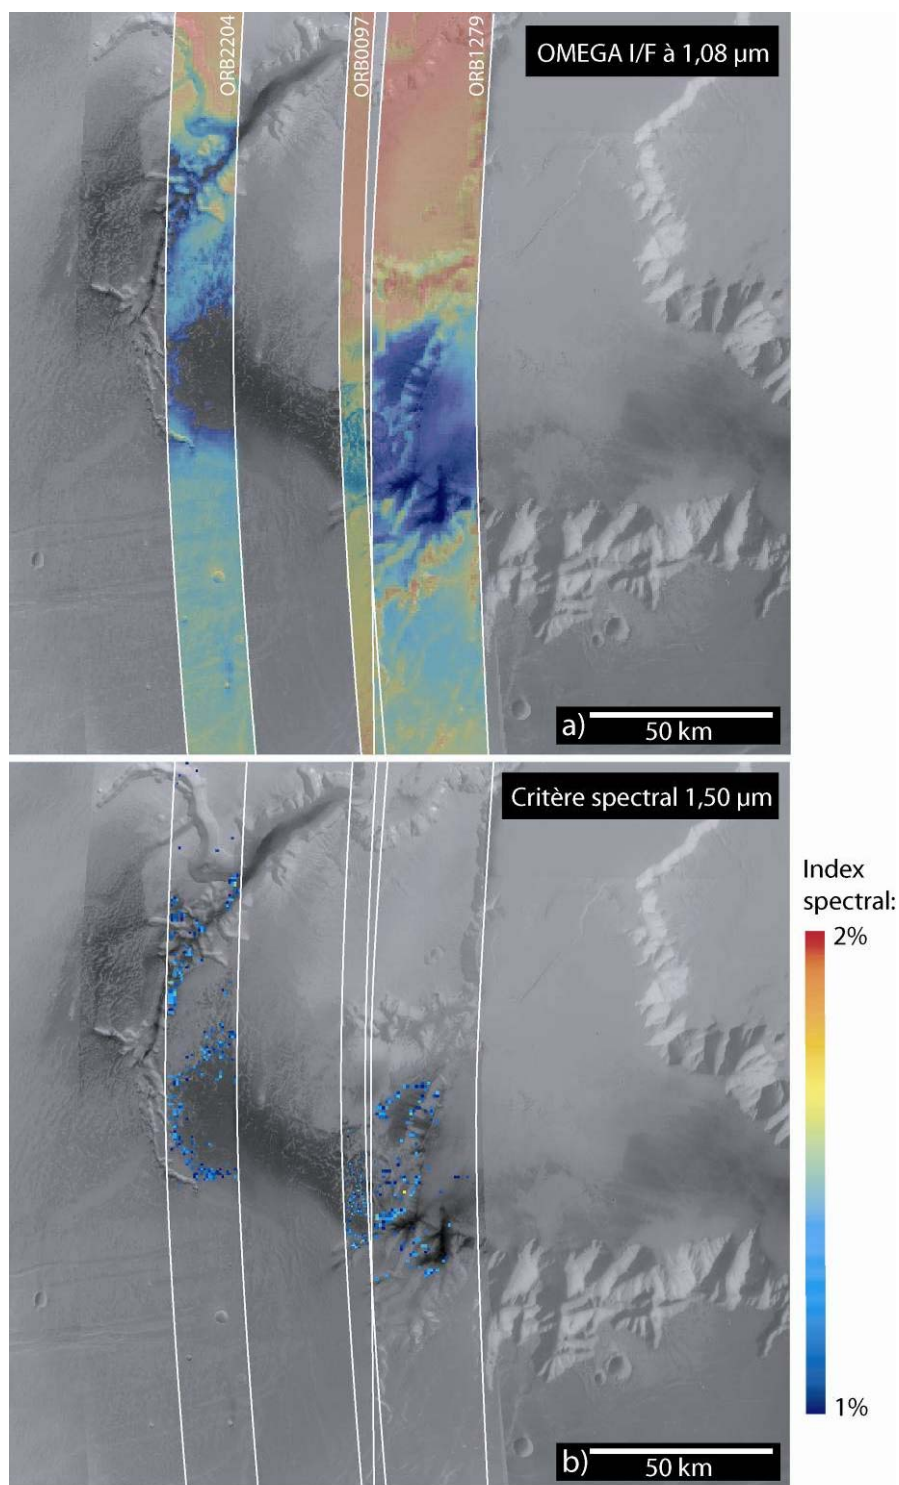 ORB2204
ORB0097
ORB1279
OMEGA I/F à 1,08 µm
a)
50 km
Critère spectral 1,50 µm
Index
spectral:
2%
1%
b)
50 km